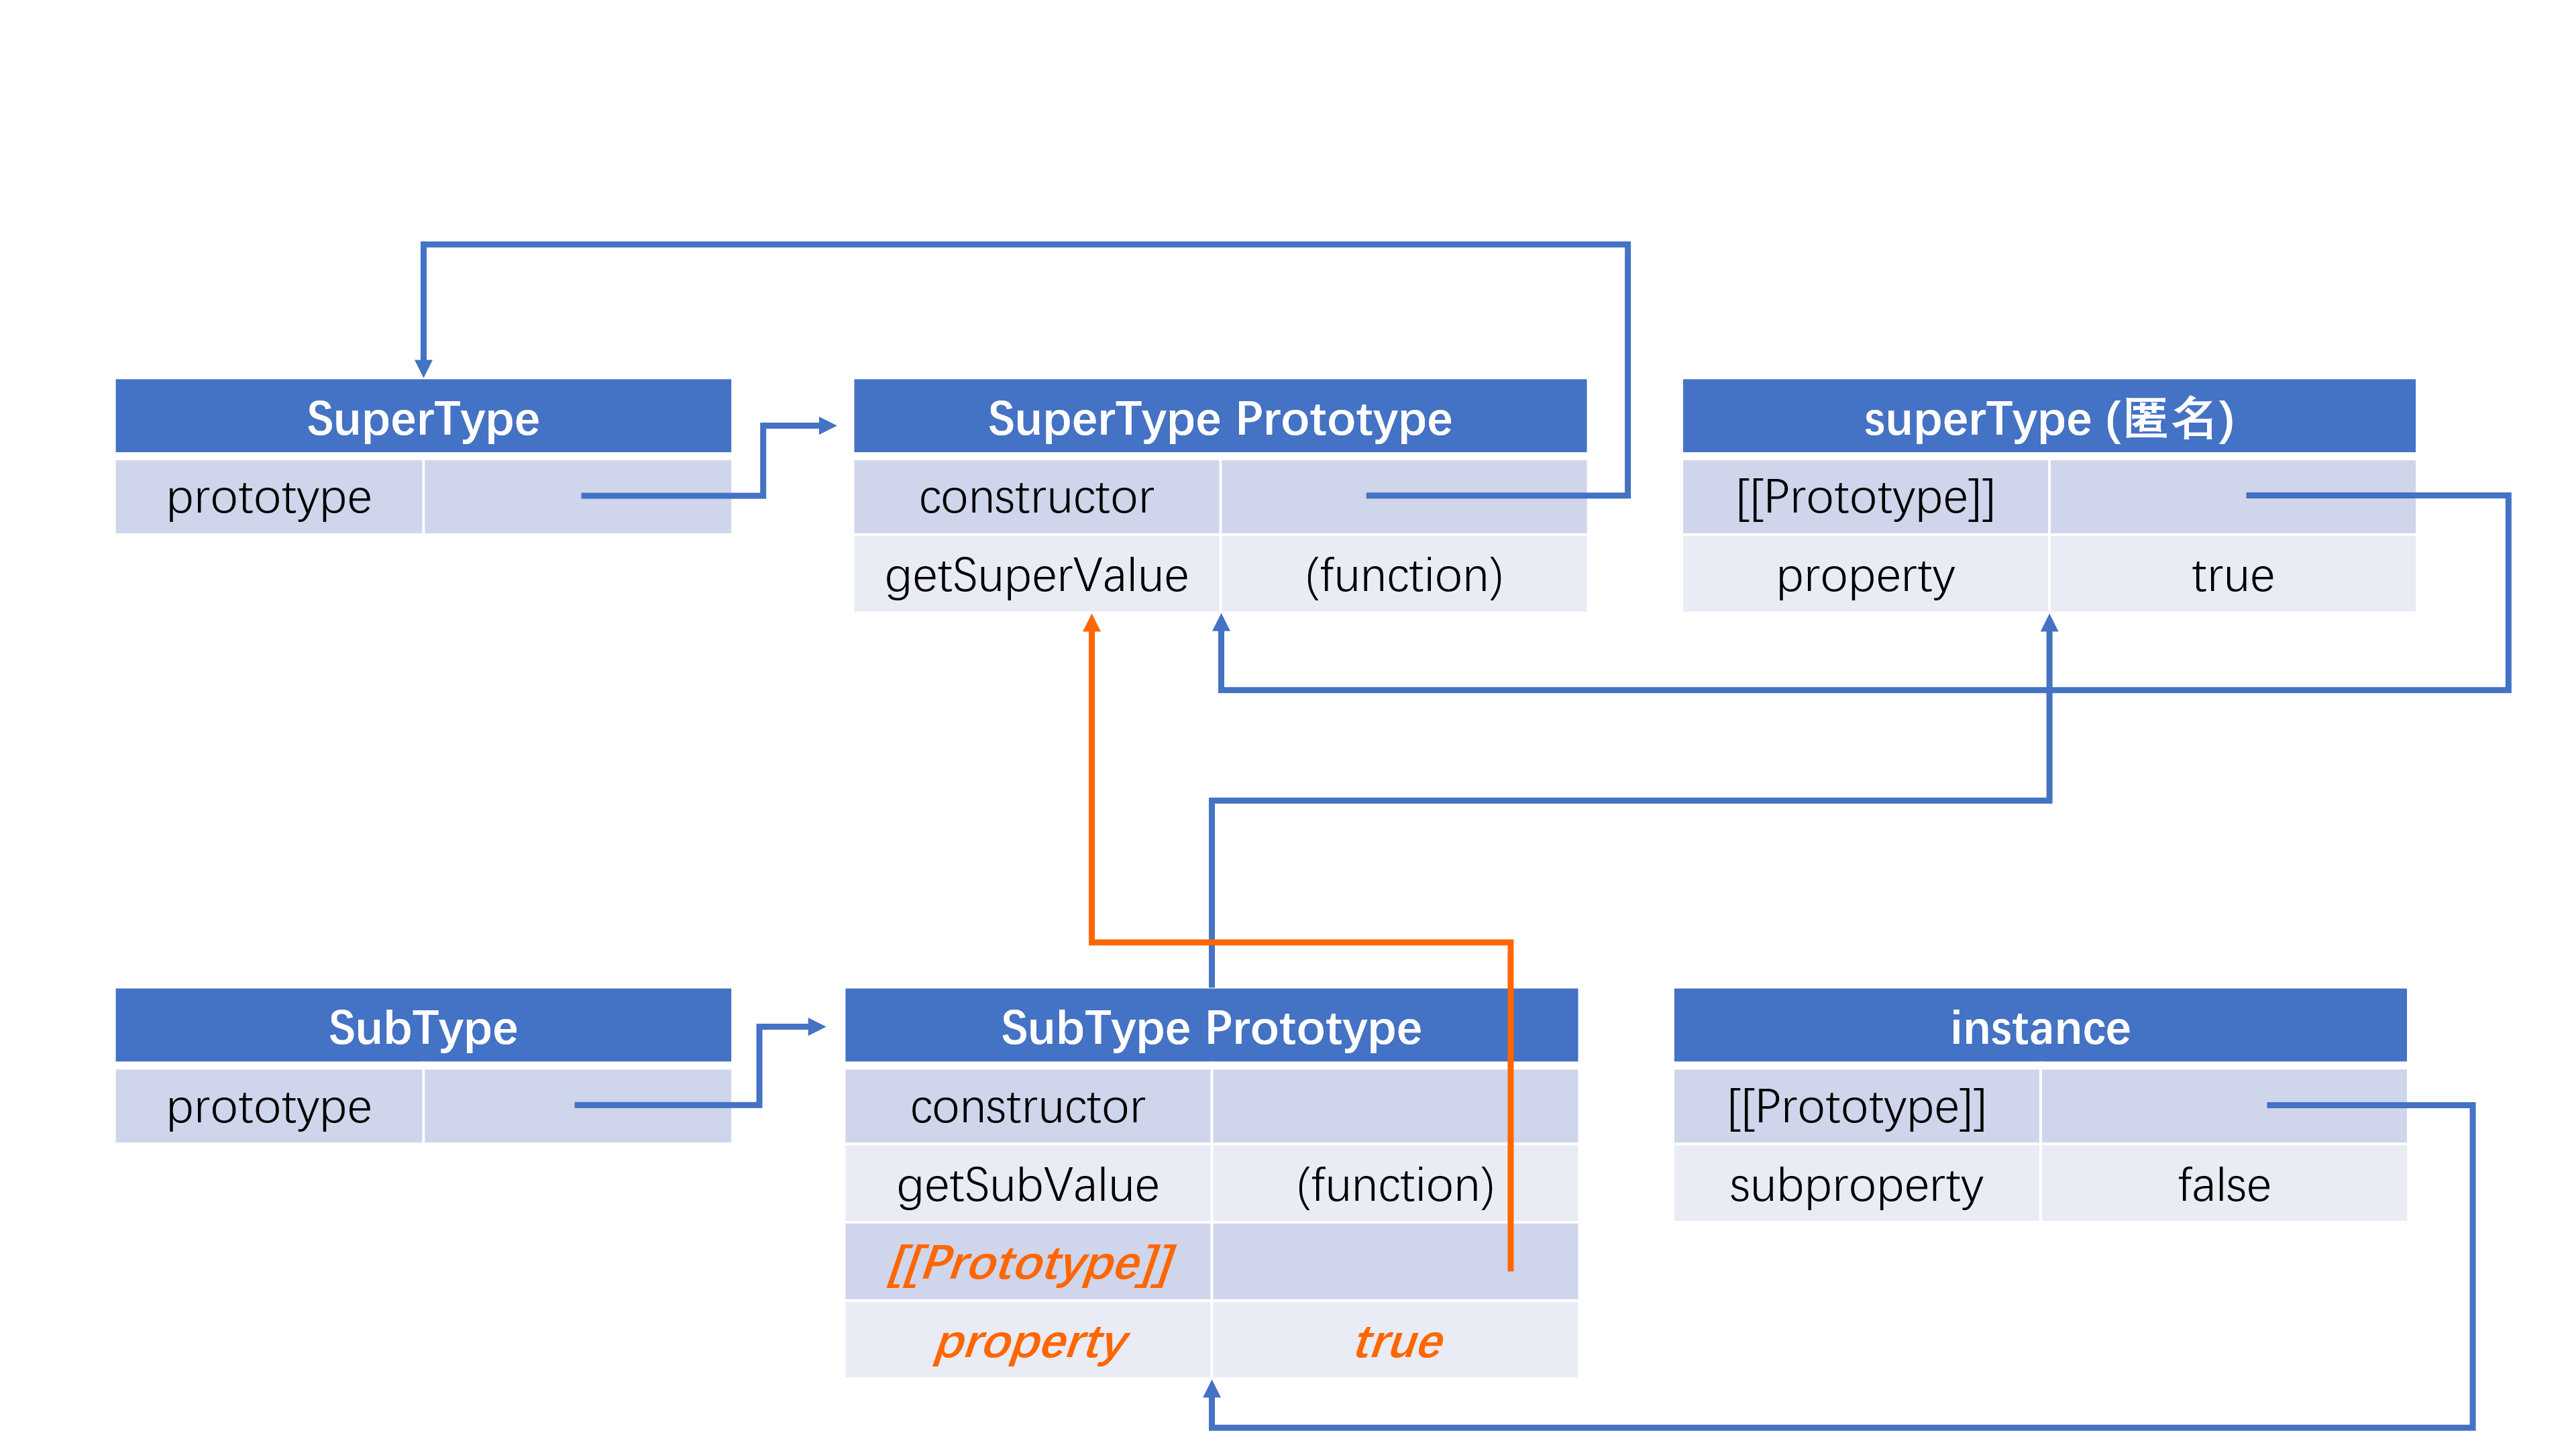 SuperType
prototype
SuperType Prototype
constructor
getSuperValue (function)
superType (匿名)
[[Prototype]]
property true
SubType
prototype
SubType Prototype
constructor
getSubValue (function)
[[Prototype]]
property true
instance
[[Prototype]]
subproperty false